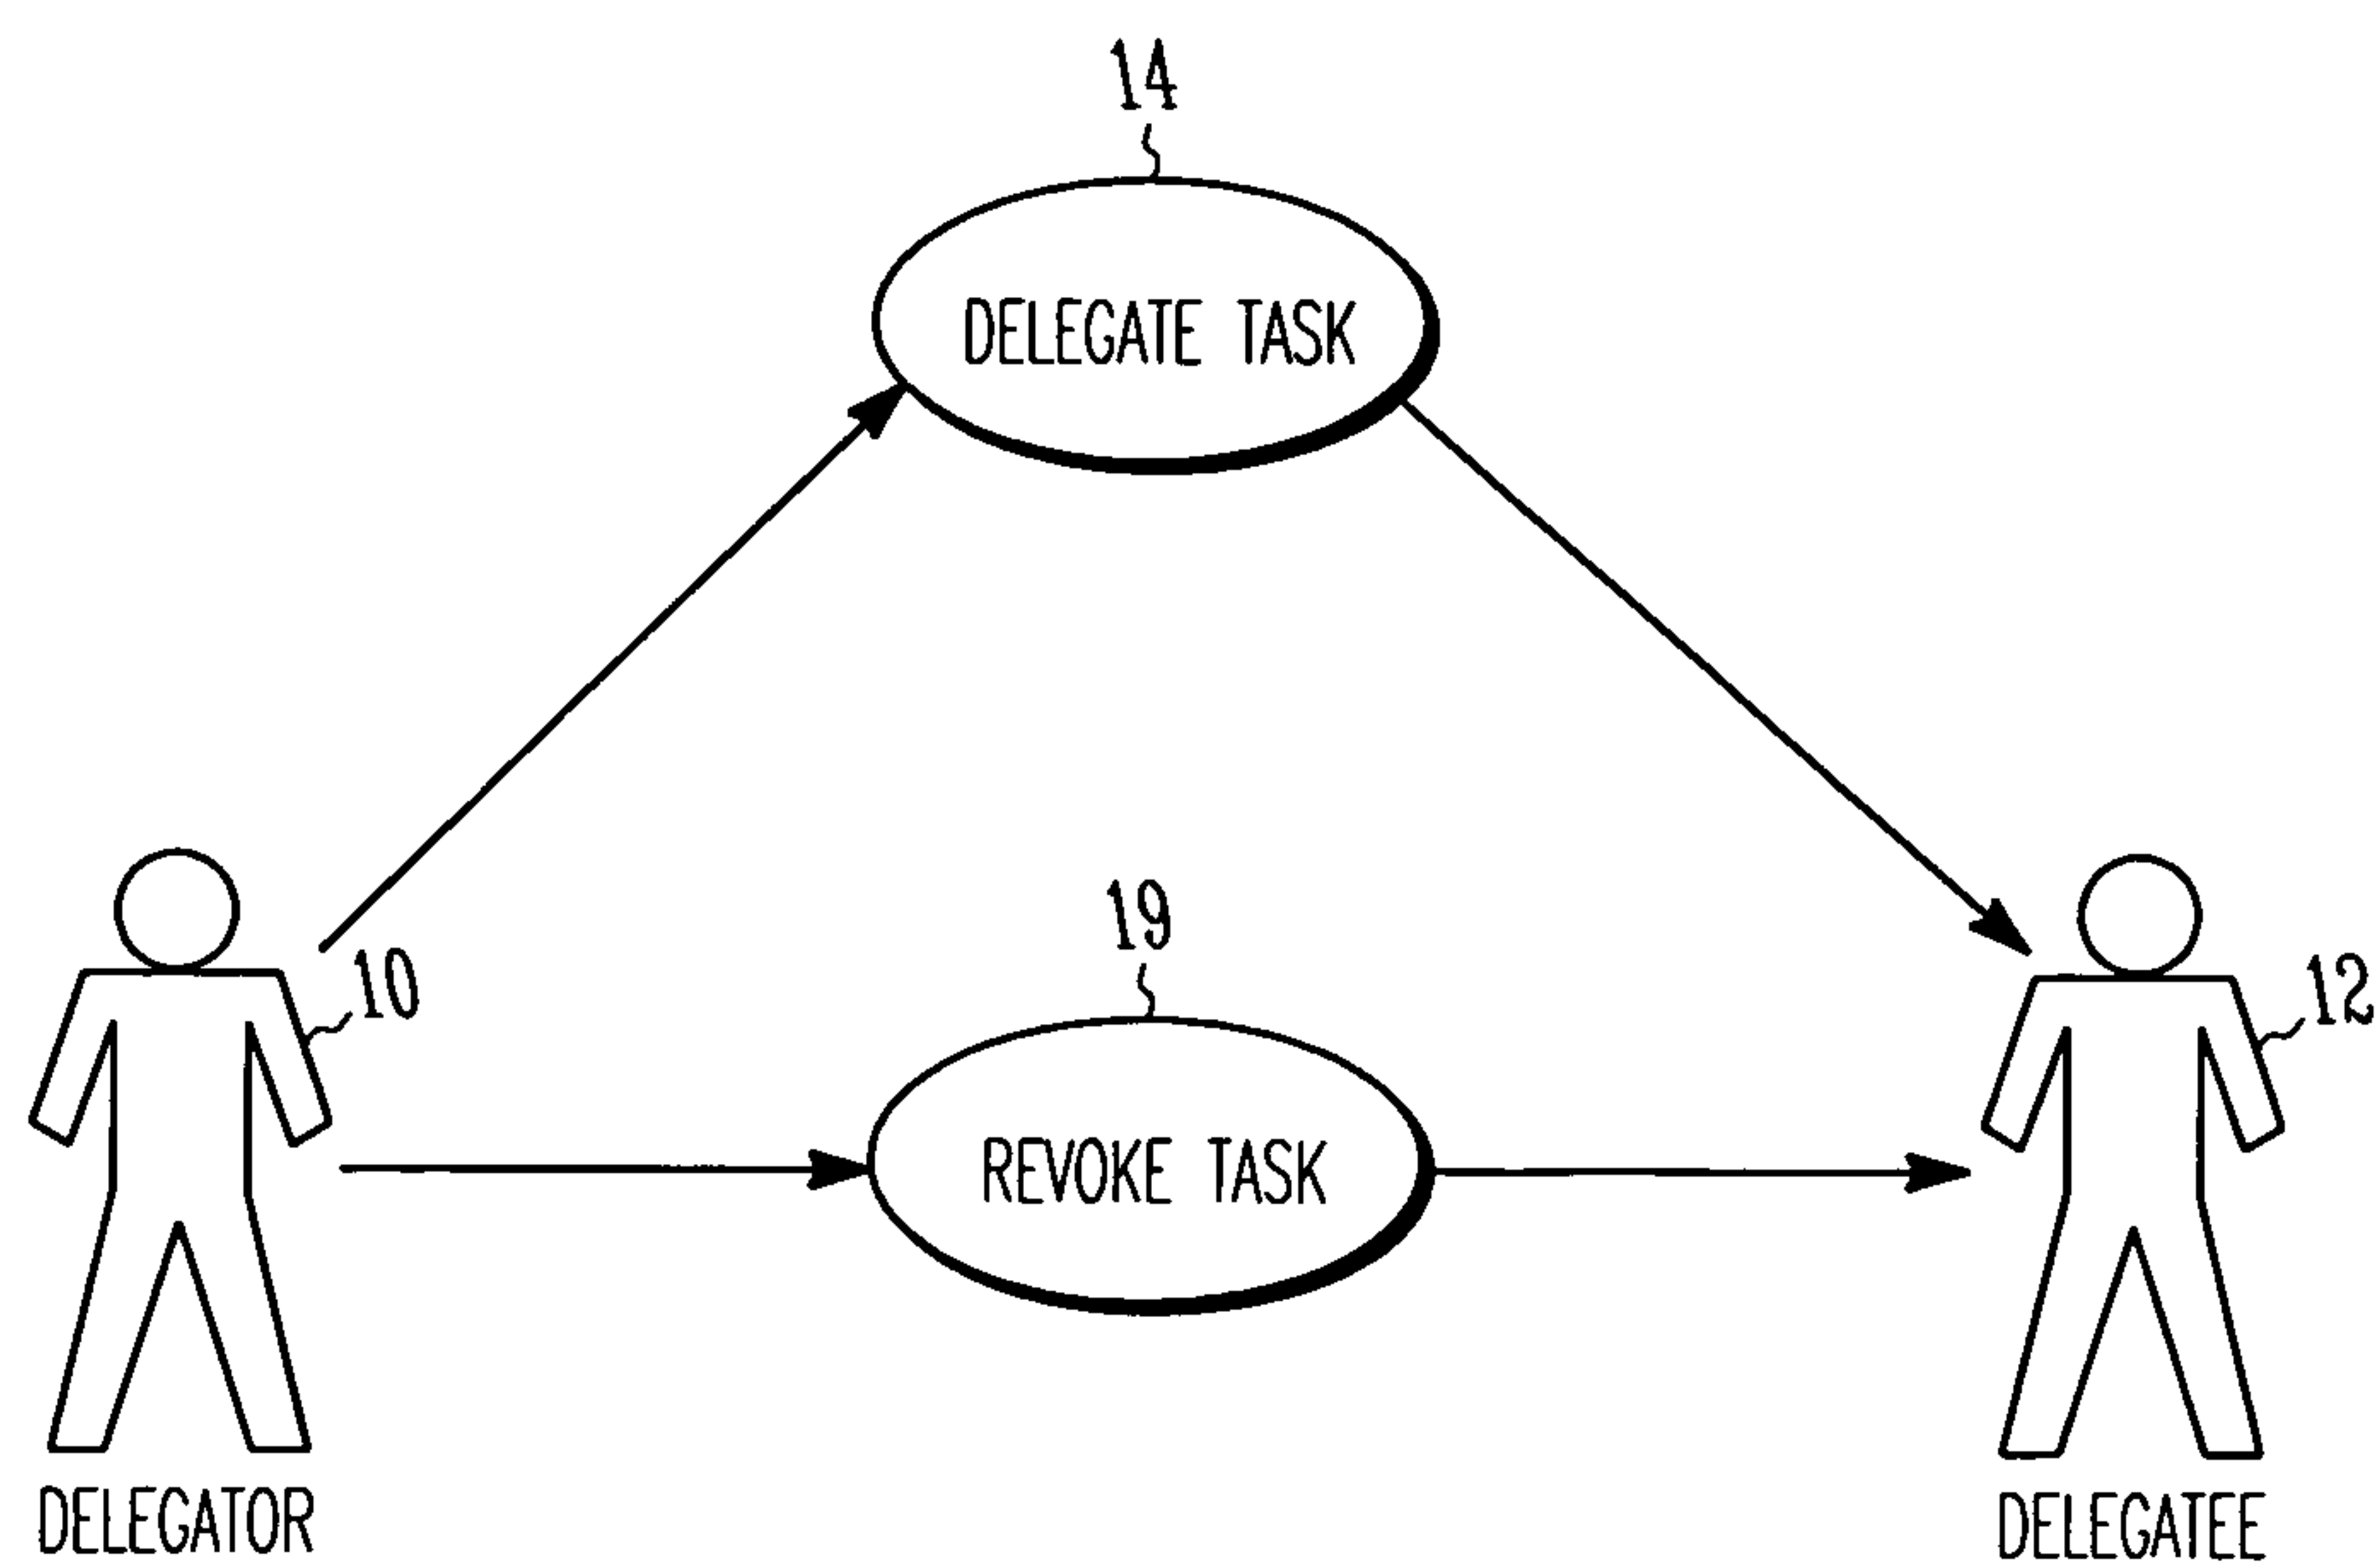 14
DELEGATE TASK
19
10
12
REVOKE TASK
DELEGATOR
DELEGATEE